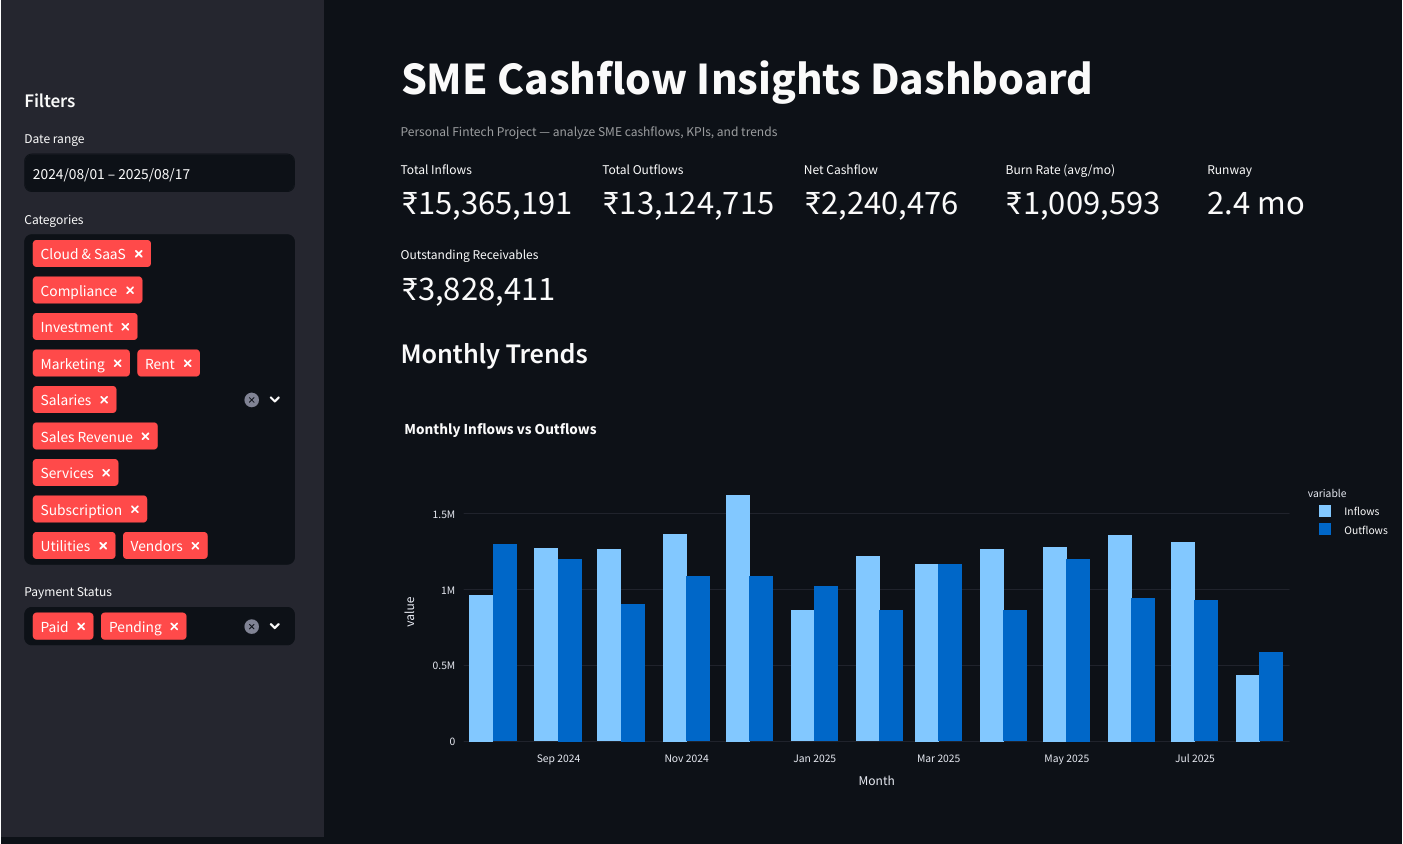 Filters
Date range
2024/08/01 – 2025/08/17
Categories
Cloud & SaaS ×
Compliance ×
Investment ×
Marketing × Rent ×
Salaries ×
Sales Revenue ×
Services ×
Subscription ×
Utilities × Vendors ×
Payment Status
Paid × Pending ×
SME Cashflow Insights Dashboard
Personal Fintech Project — analyze SME cashflows, KPIs, and trends
Total Inflows
₹15,365,191
Total Outflows
₹13,124,715
Net Cashflow
₹2,240,476
Burn Rate (avg/mo)
₹1,009,593
Runway
2.4 mo
Outstanding Receivables
₹3,828,411
Monthly Trends
Monthly Inflows vs Outflows
variable
Inflows
Outflows
value
1.5M
1M
0.5M
0
Sep 2024 Nov 2024 Jan 2025 Mar 2025 May 2025 Jul 2025
Month